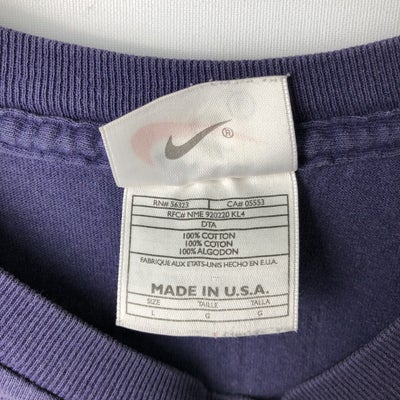 ®
RN# 56323 CA# 05553
RFC# NME 920220 KL4
DTA
100% COTTON
100% COTON
100% ALGODON
FABRIQUE AUX ETATS-UNIS HECHO EN E.U.A.
MADE IN U.S.A.
SIZE TAILLE TALLA
L G G